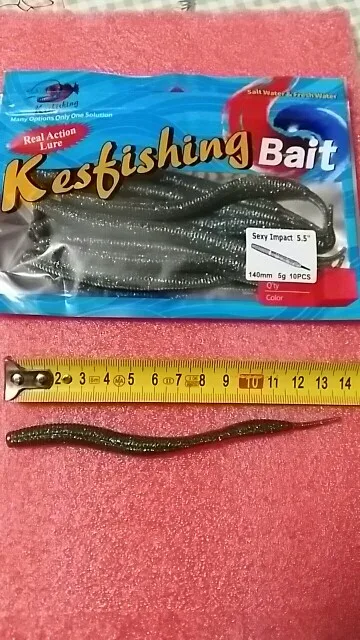 Kesfishing
Many Options Only One Solution
Salt Water & Fresh Water
Real Action
Lure
Kesfishing Bait
Sexy Impact 5.5"
140mm 5g 10PCS
Q'ty
Color
2 3 4 5 6 7 8 9 10 11 12 13 14